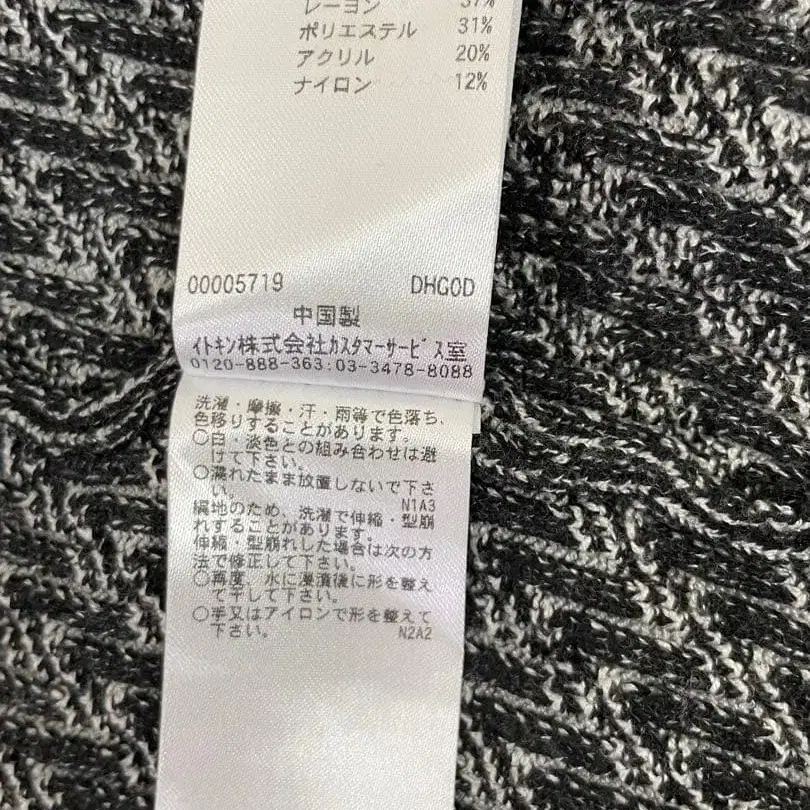 レーヨン 37%
ポリエステル 31%
アクリル 20%
ナイロン 12%
00005719 DHGOD
中国製
イトキン株式会社カスタマーサービス室
0120-888-363:03-3478-8088
洗濯・摩擦・汗・雨等で色落ち、
色移りすることがあります。
○白・淡色との組み合わせは避
けて下さい。
○濡れたまま放置しないで下さ
い。 N1A3
編地のため、洗濯で伸縮・型崩
れすることがあります。
伸縮・型崩れした場合は次の方
法で修正して下さい。
○再度、水に浸漬後に形を整え
て干して下さい。
○手又はアイロンで形を整えて
下さい。 N2A2